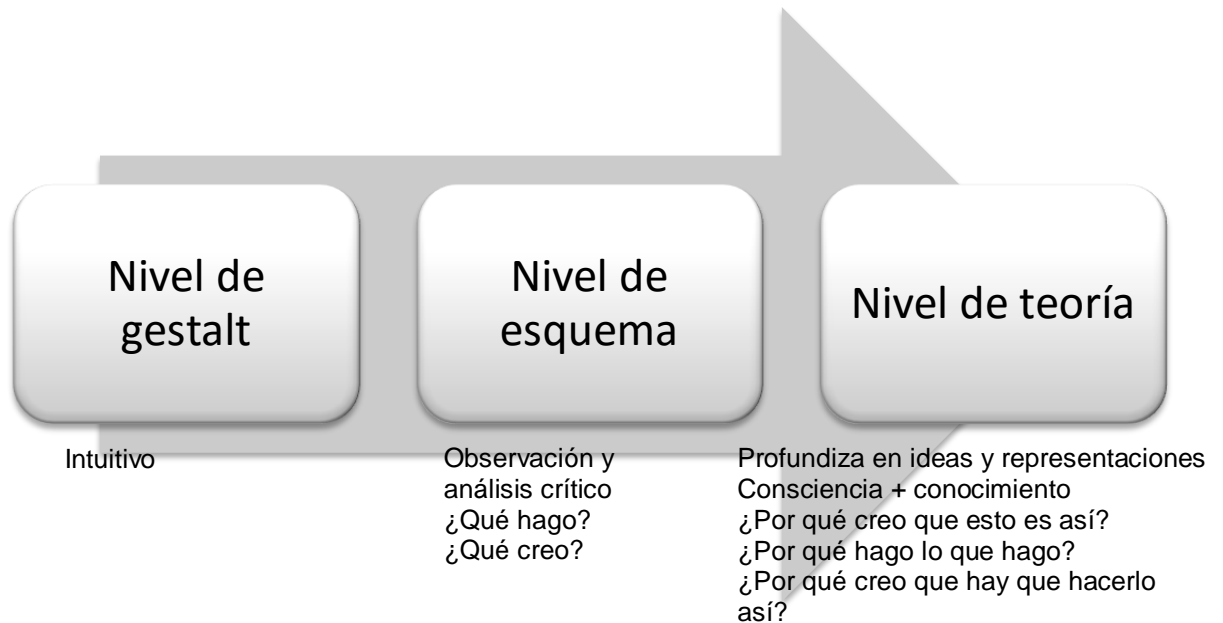 Nivel de
gestalt
Nivel de
esquema
Nivel de teoría
Intuitivo
Observación y
análisis crítico
¿Qué hago?
¿Qué creo?
Profundiza en ideas y representaciones
Consciencia + conocimiento
¿Por qué creo que esto es así?
¿Por qué hago lo que hago?
¿Por qué creo que hay que hacerlo
así?